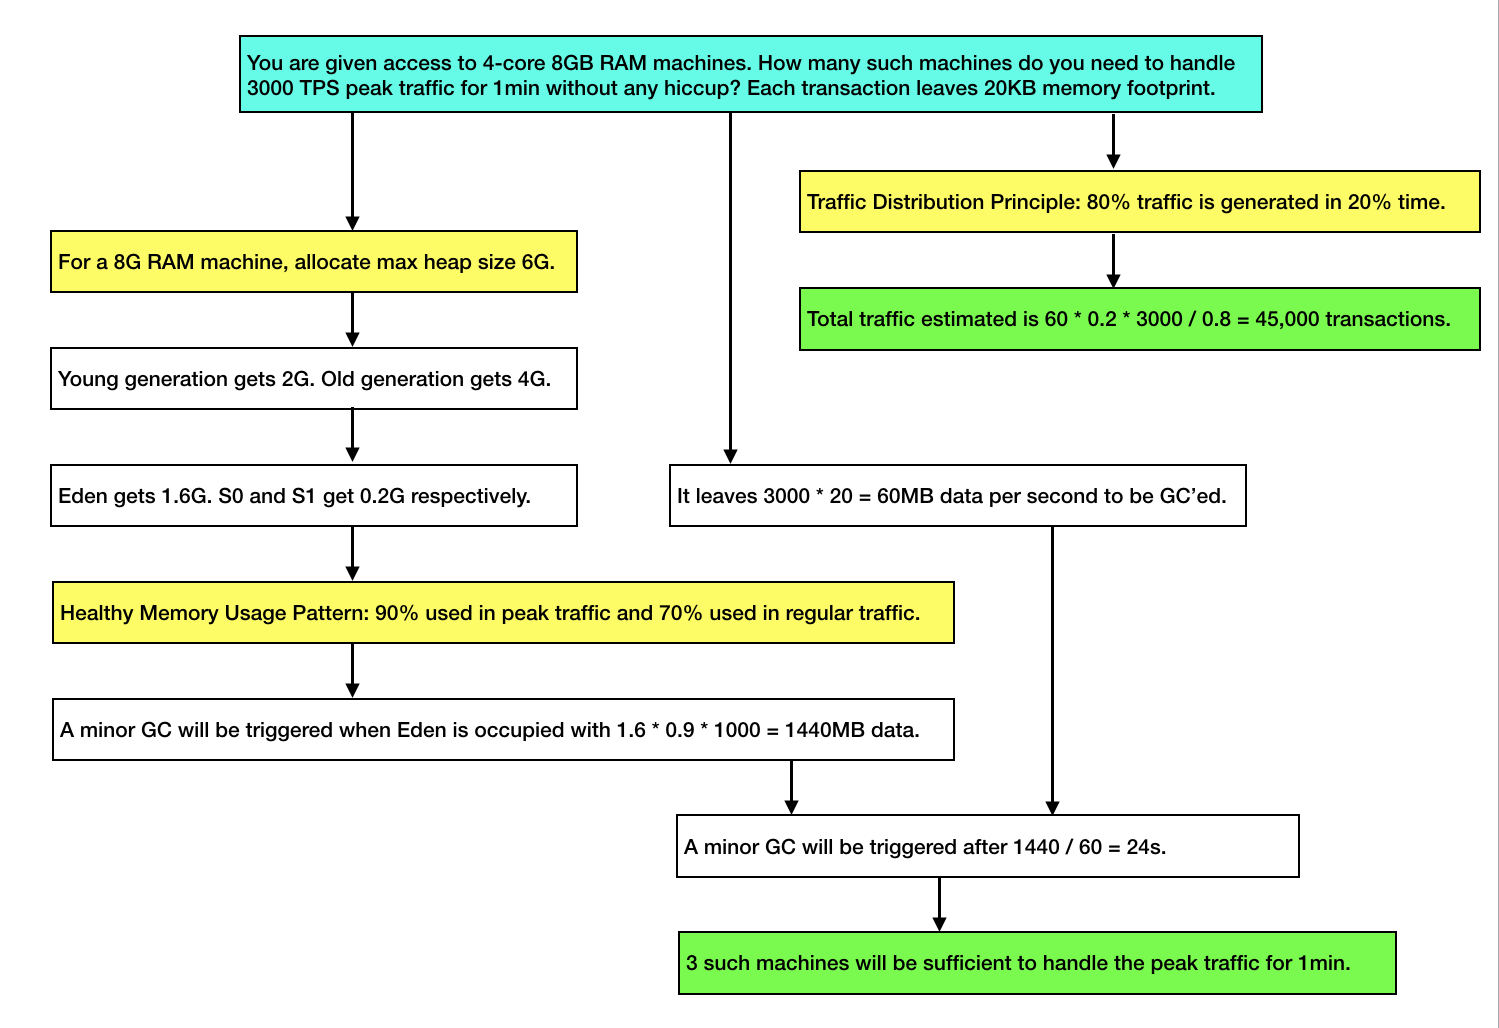 You are given access to 4-core 8GB RAM machines. How many such machines do you need to handle
3000 TPS peak traffic for 1min without any hiccup? Each transaction leaves 20KB memory footprint.
Traffic Distribution Principle: 80% traffic is generated in 20% time.
For a 8G RAM machine, allocate max heap size 6G.
Total traffic estimated is 60 * 0.2 * 3000 / 0.8 = 45,000 transactions.
Young generation gets 2G. Old generation gets 4G.
Eden gets 1.6G. S0 and S1 get 0.2G respectively.
It leaves 3000 * 20 = 60MB data per second to be GC’ed.
Healthy Memory Usage Pattern: 90% used in peak traffic and 70% used in regular traffic.
A minor GC will be triggered when Eden is occupied with 1.6 * 0.9 * 1000 = 1440MB data.
A minor GC will be triggered after 1440 / 60 = 24s.
3 such machines will be sufficient to handle the peak traffic for 1min.